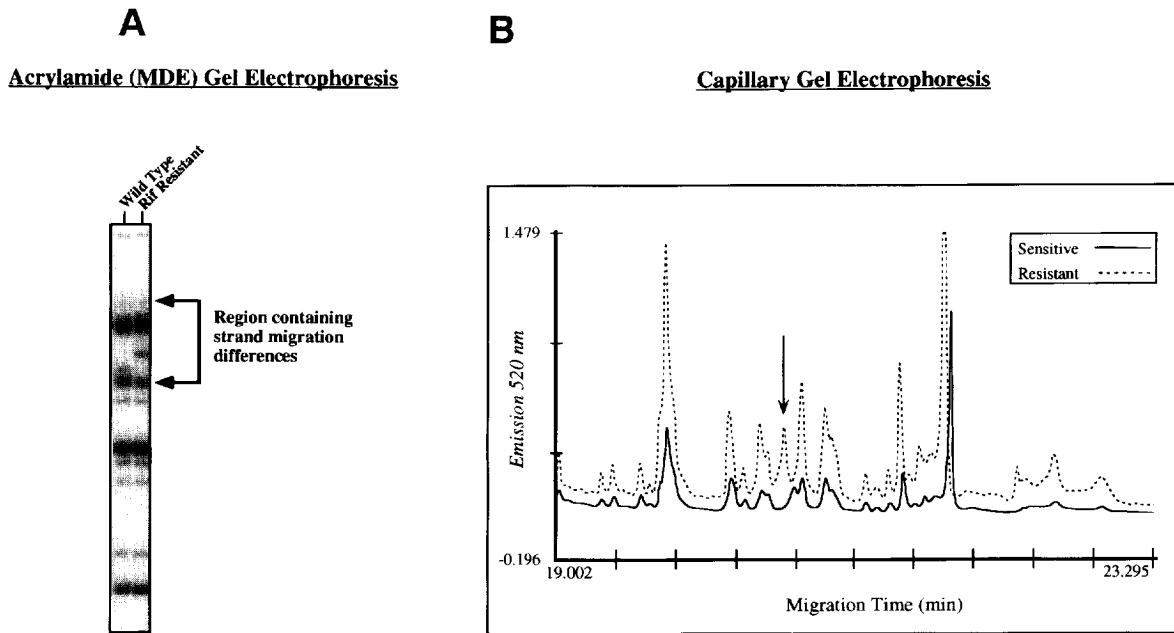 A
Acrylamide (MDE) Gel Electrophoresis
Wild Type
Rif Resistant
Region containing
strand migration
differences
B
Capillary Gel Electrophoresis
1.479
Sensitive
Resistant
Emission 520 nm
-0.196
19.002
23.295
Migration Time (min)